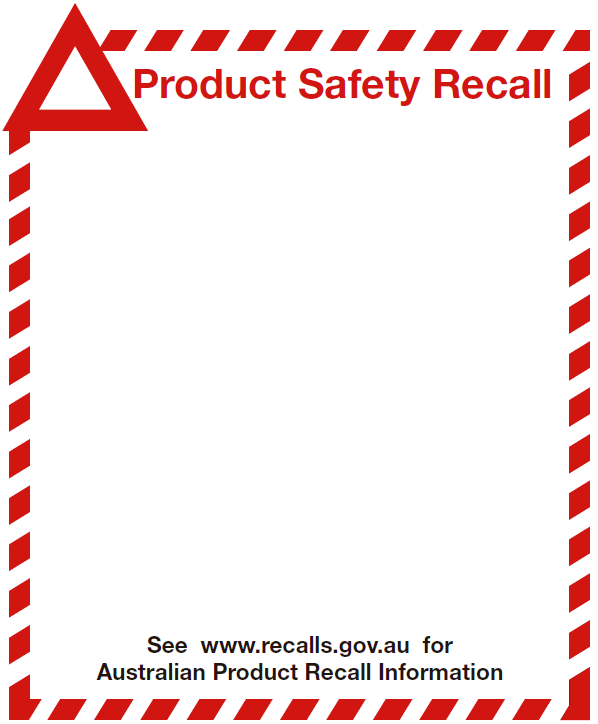 Product Safety Recall
See www.recalls.gov.au for
Australian Product Recall Information